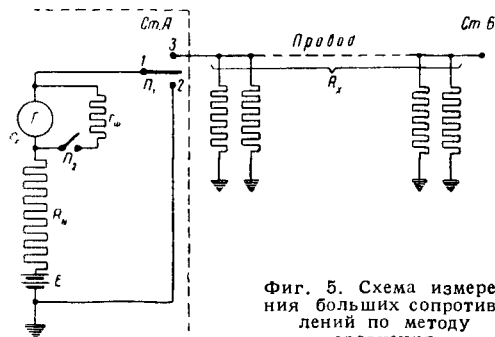 Ст. А
Ст. Б
3
Провод
1
2
П₁
Rₓ
Г
rш
П₂
Rм
E
Фиг. 5. Схема измере-
ния больших сопротив-
лений по методу